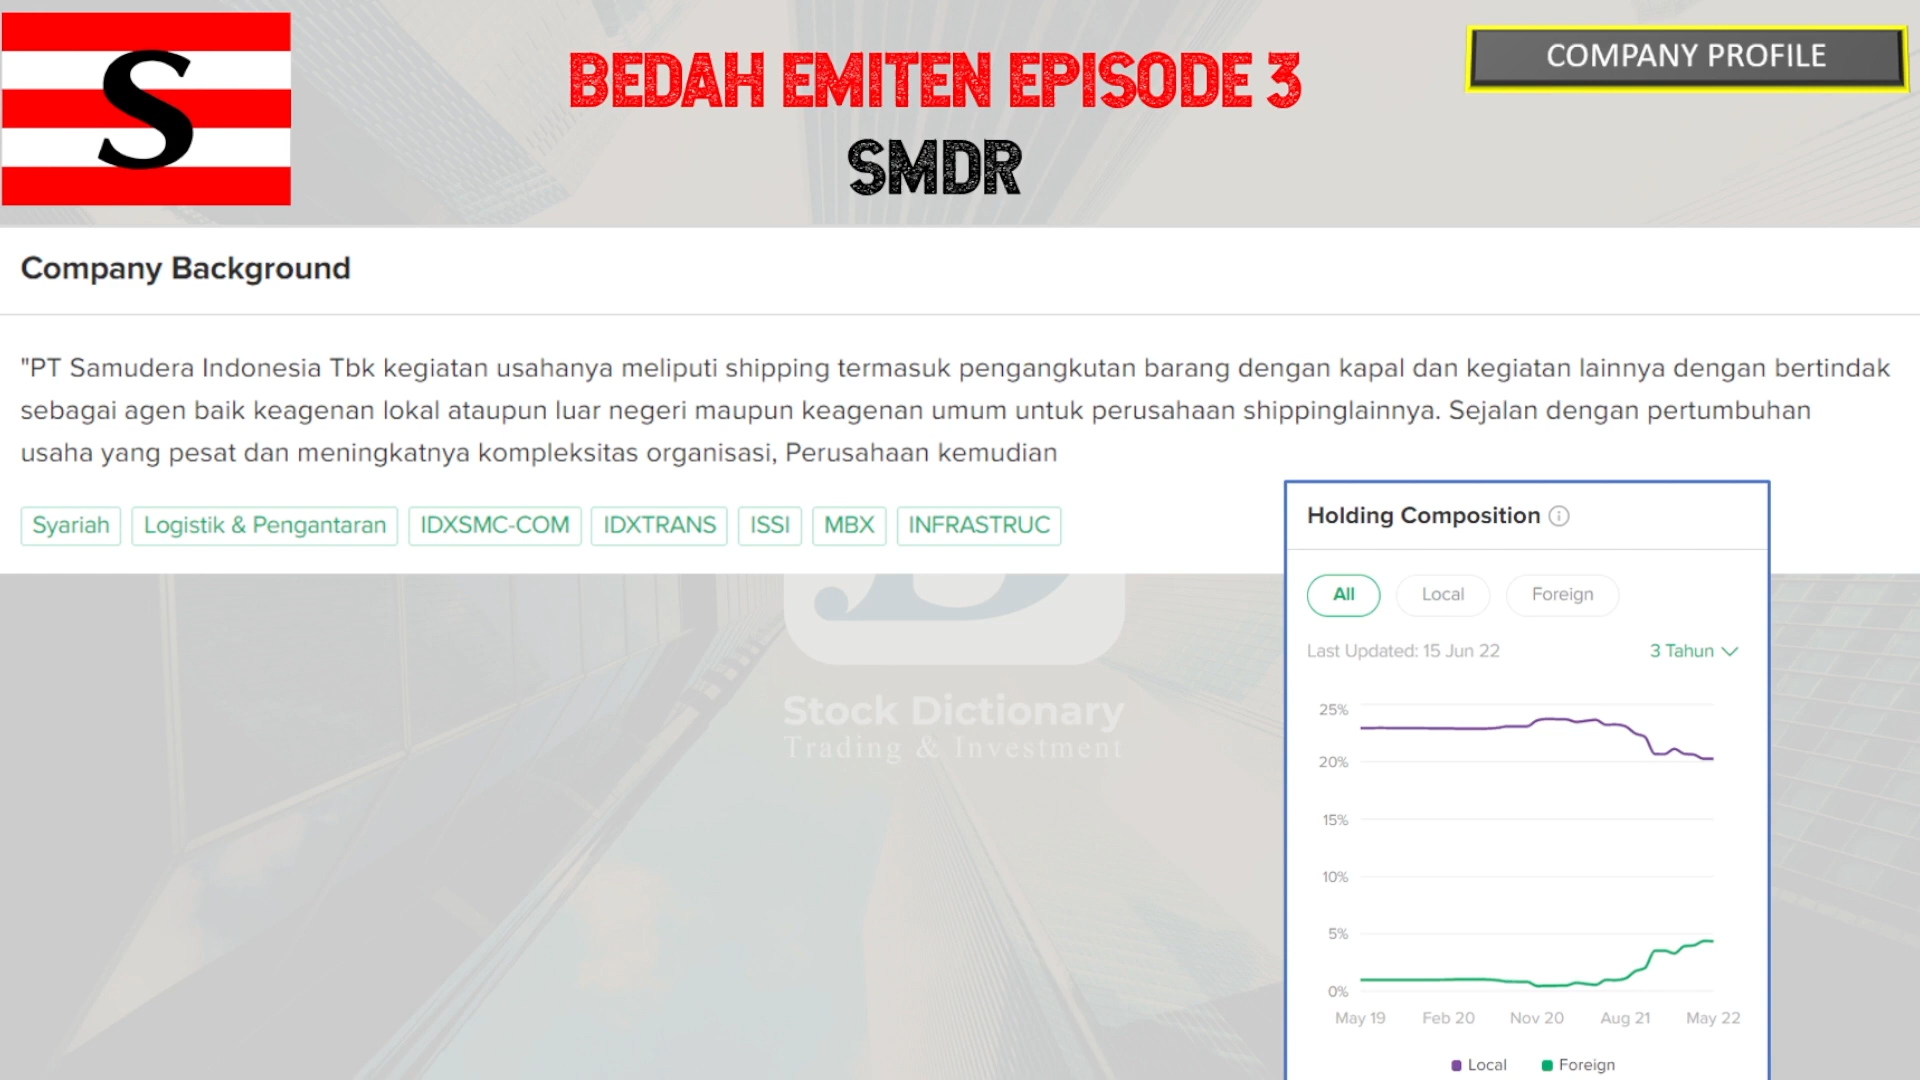 S
BEDAH EMITEN EPISODE 3
SMDR
COMPANY PROFILE
Company Background
"PT Samudera Indonesia Tbk kegiatan usahanya meliputi shipping termasuk pengangkutan barang dengan kapal dan kegiatan lainnya dengan bertindak
sebagai agen baik keagenan lokal ataupun luar negeri maupun keagenan umum untuk perusahaan shippinglainnya. Sejalan dengan pertumbuhan
usaha yang pesat dan meningkatnya kompleksitas organisasi, Perusahaan kemudian
Syariah Logistik & Pengantaran IDXSMC-COM IDXTRANS ISSI MBX INFRASTRUC
Stock Dictionary
Trading & Investment
Holding Composition
All Local Foreign
Last Updated: 15 Jun 22 3 Tahun
25%
20%
15%
10%
5%
0%
May 19 Feb 20 Nov 20 Aug 21 May 22
Local Foreign